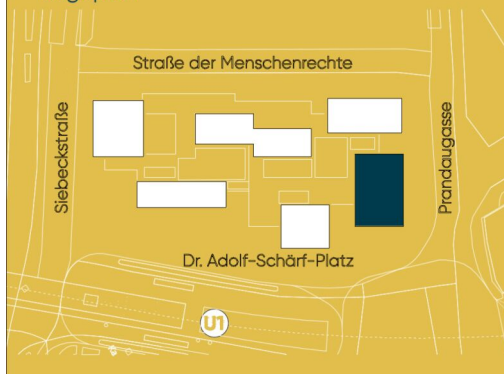 Straße der Menschenrechte
Siebeckstraße
Prandaugasse
Dr. Adolf-Schärf-Platz
U1